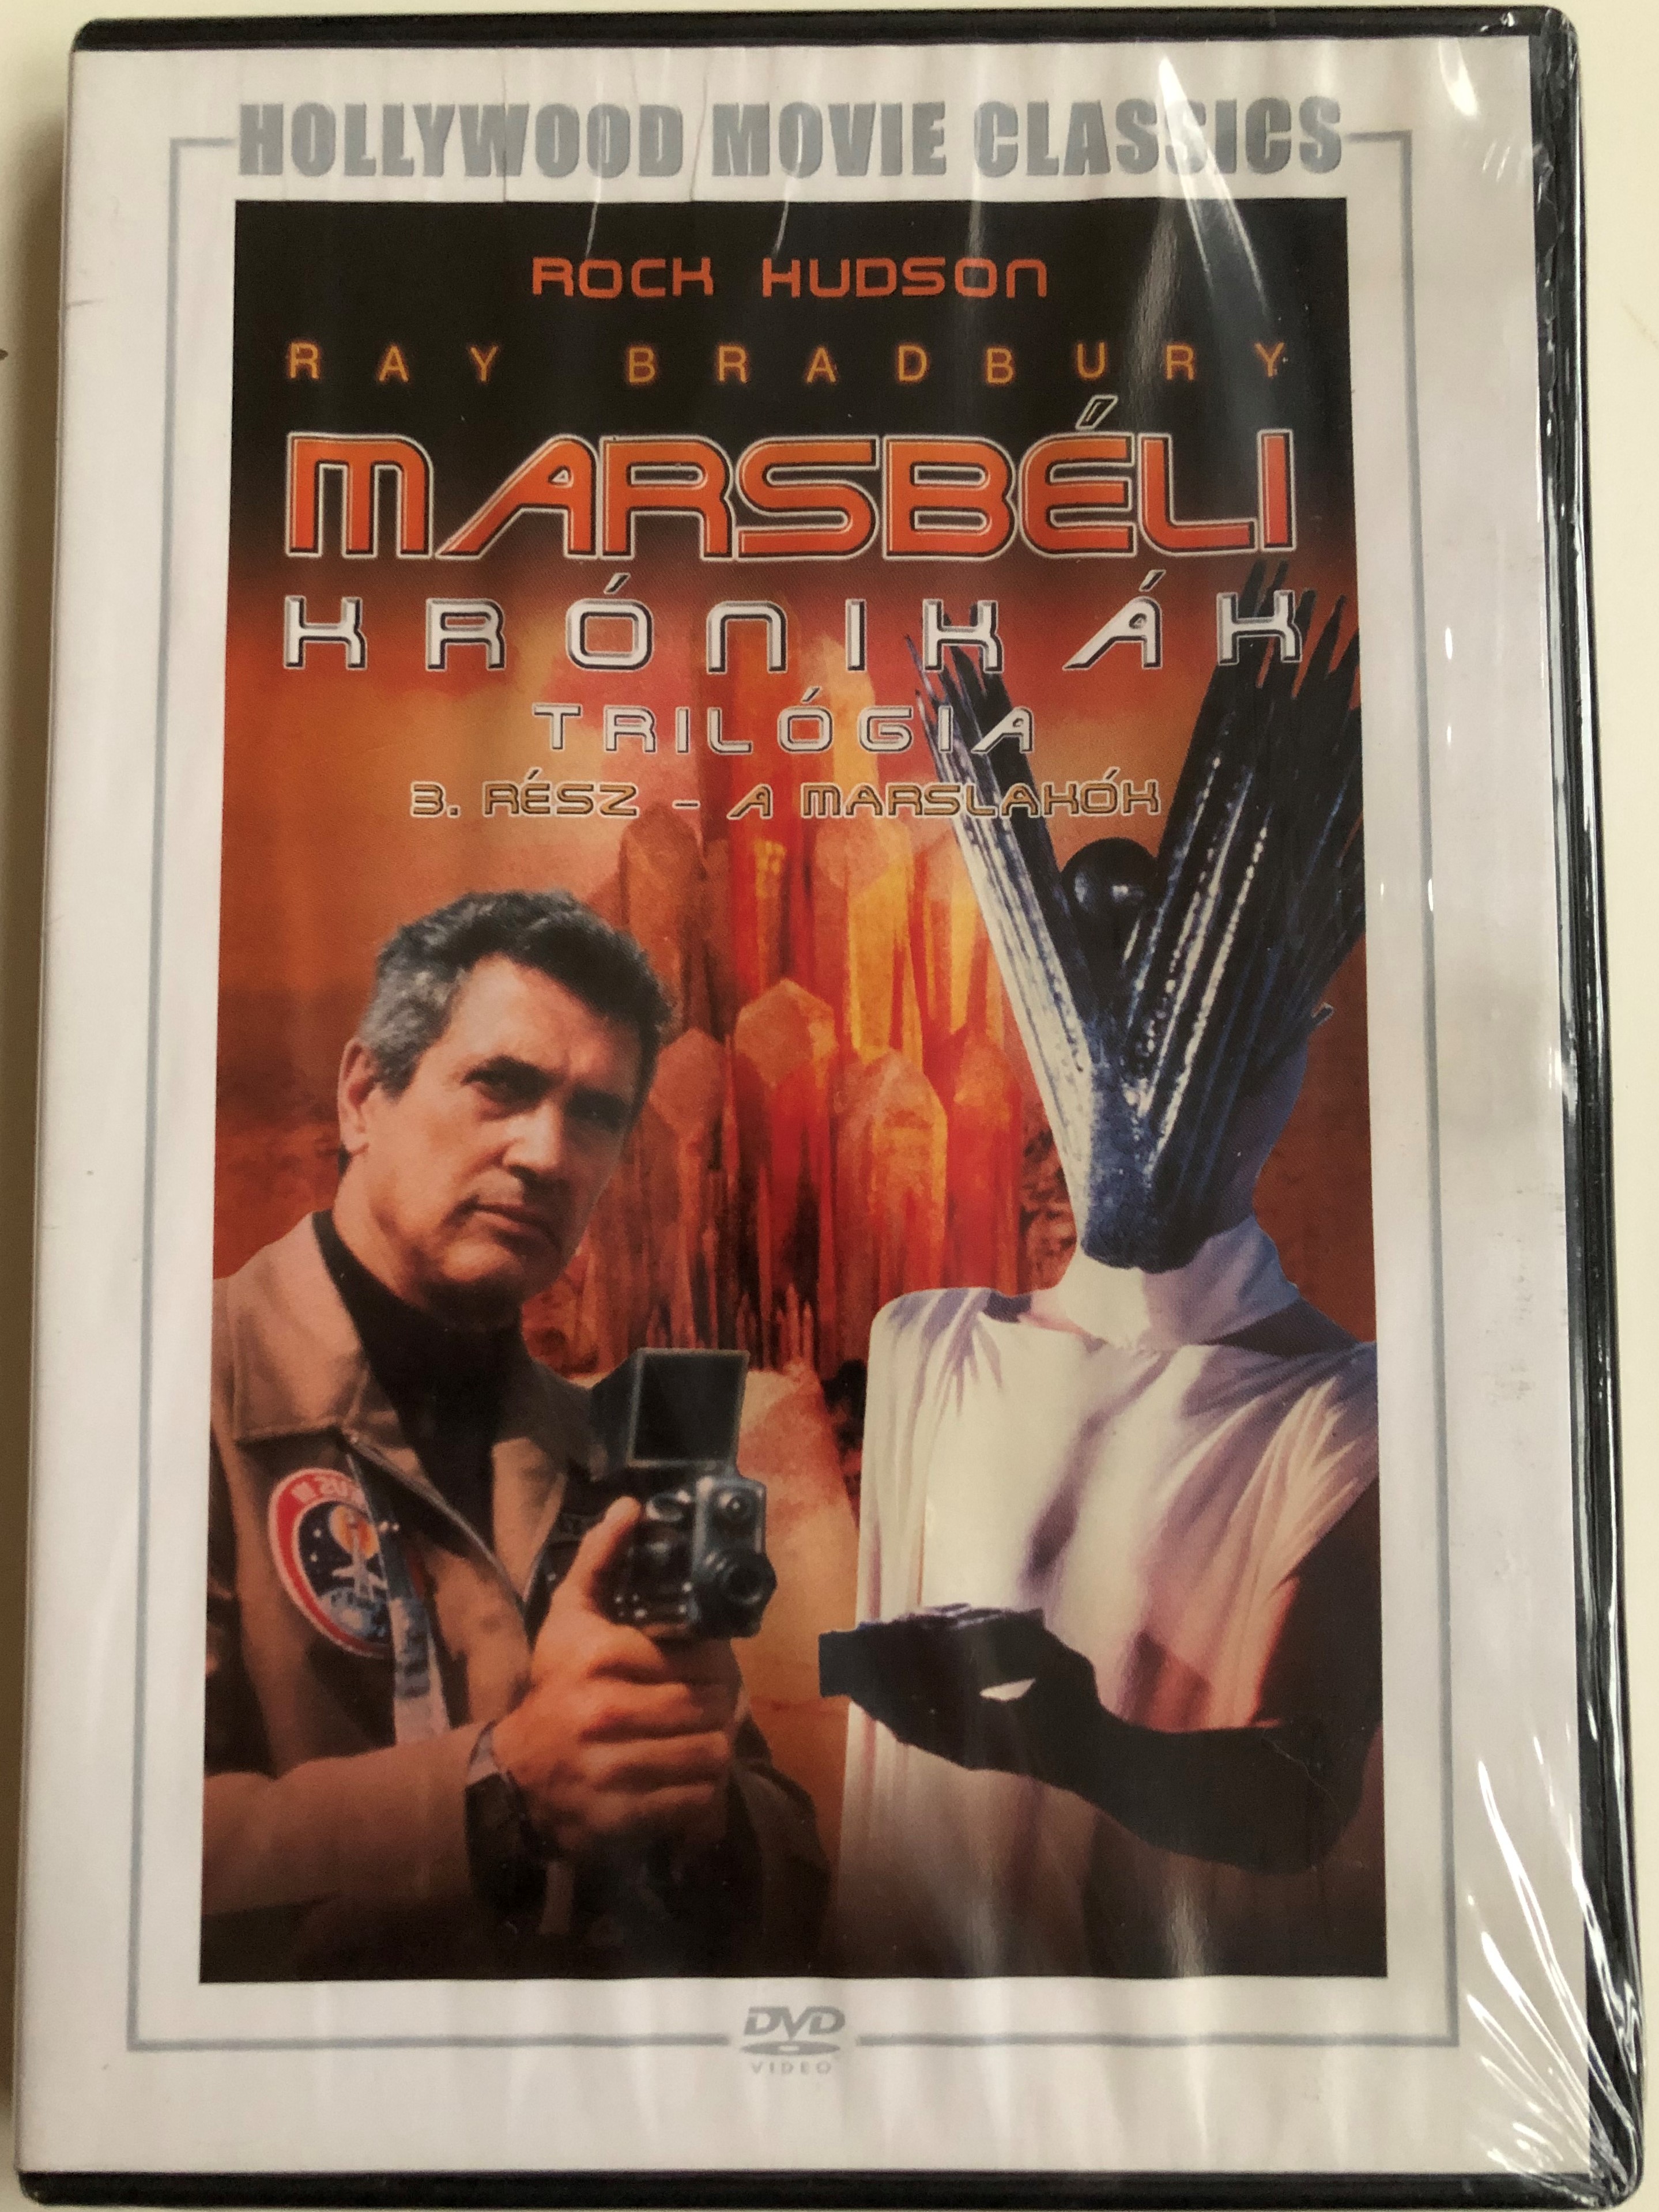 HOLLYWOOD MOVIE CLASSICS
ROCK HUDSON
RAY BRADBURY
MARSBÉLI
KRÓNIKÁK
TRILÓGIA
3. RÉSZ - A MARSLAKÓK
DVD
VIDEO